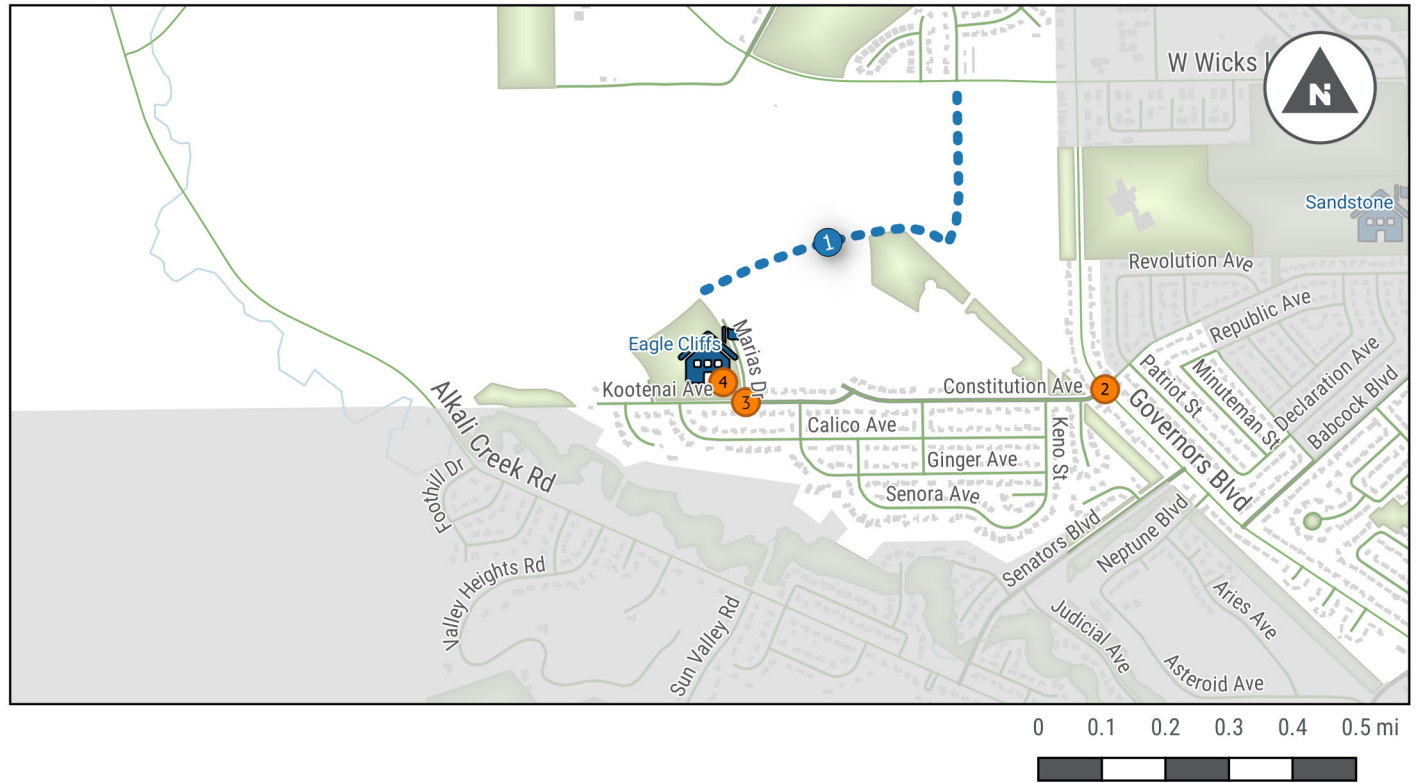 W Wicks
N
Sandstone
Revolution Ave
1
Republic Ave
Eagle Cliffs
Marias Dr
Kootenai Ave
4
3
Constitution Ave
2
Patriot St
Minuteman St
Declaration Ave
Babcock Blvd
Governors Blvd
Alkali Creek Rd
Calico Ave
Keno St
Ginger Ave
Senora Ave
Foothill Dr
Senators Blvd
Neptune Blvd
Valley Heights Rd
Sun Valley Rd
Judicial Ave
Aries Ave
Asteroid Ave
0 0.1 0.2 0.3 0.4 0.5 mi